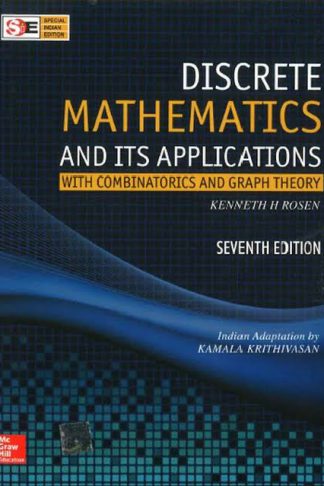 SE
SPECIAL
INDIAN
EDITION
DISCRETE
MATHEMATICS
AND ITS APPLICATIONS
WITH COMBINATORICS AND GRAPH THEORY
KENNETH H ROSEN
SEVENTH EDITION
Indian Adaptation by
KAMALA KRITHIVASAN
Mc
Graw
Hill
Education